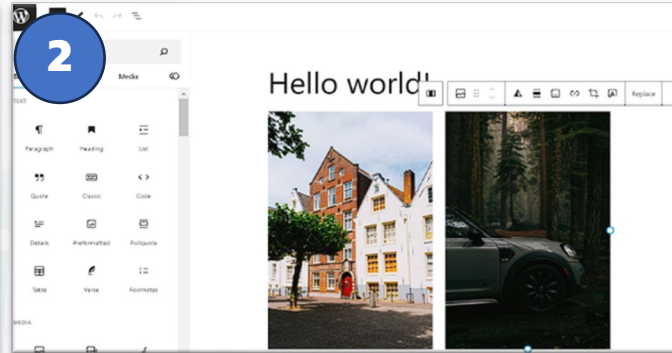 2
Media
Hello world!
Replace
TEXT
Paragraph
Heading
List
Quote
Classic
Code
Details
Preformatted
Pullquote
Table
Verse
Footnotes
MEDIA